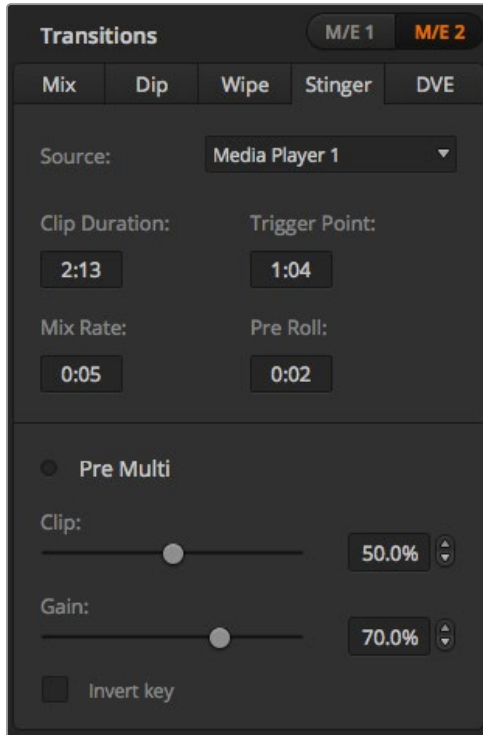 Transitions M/E 1 M/E 2
Mix Dip Wipe Stinger DVE
Source: Media Player 1
Clip Duration: Trigger Point:
2:13 1:04
Mix Rate: Pre Roll:
0:05 0:02
Pre Multi
Clip:
50.0%
Gain:
70.0%
Invert key